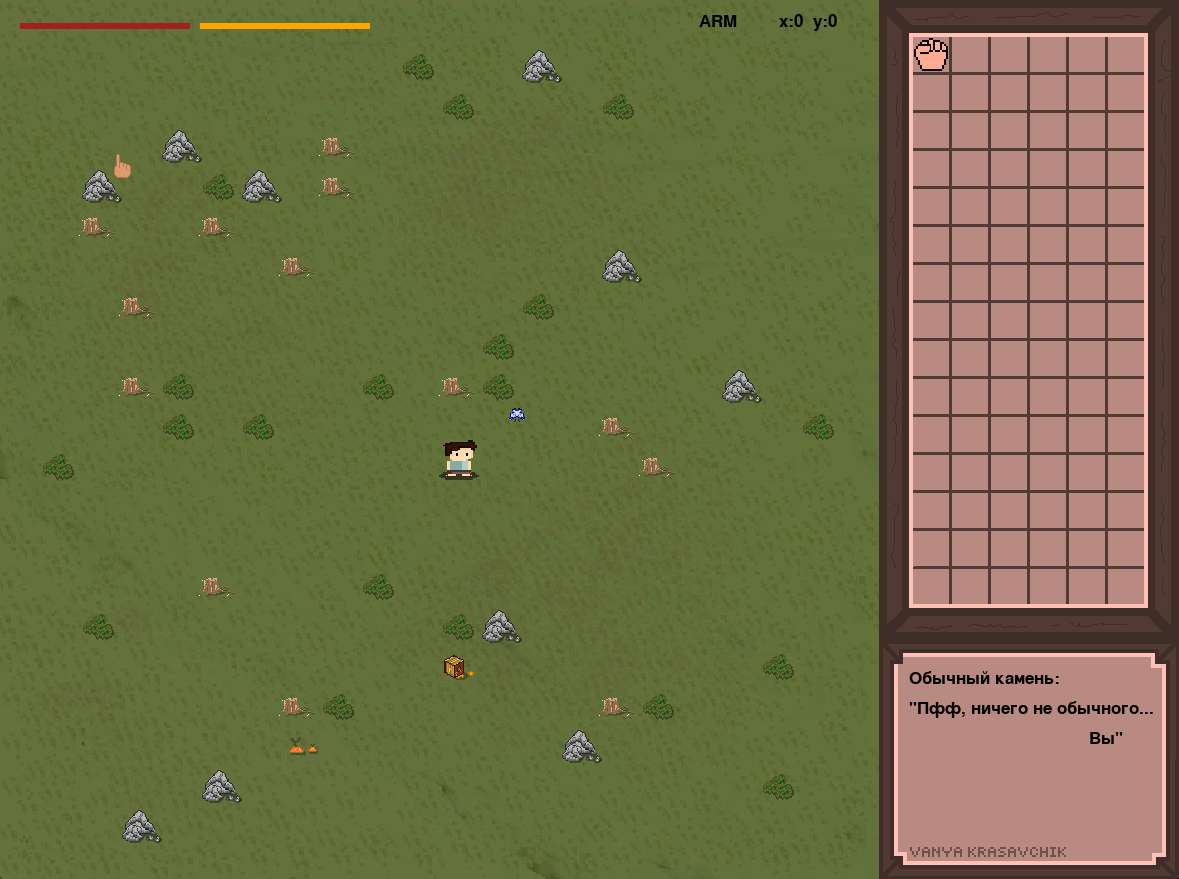 ARM x:0 y:0
Обычный камень:
"Пфф, ничего не обычного...
Вы"
VANYA KRASAVCHIK